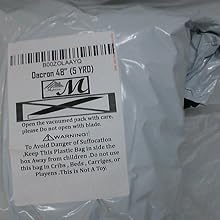 B00ZOLAAYQ
Dacron 48" (5 YRD)
M
Open the vacuumed pack with care,
please Do not open with blade.
WARNING!
To Avoid Danger of Suffocation
,Keep This Plastic Bag in side the
box Away from children. Do not use
this bag in Cribs , Beds , Carriges, or
Playens .This is Not A Toy.